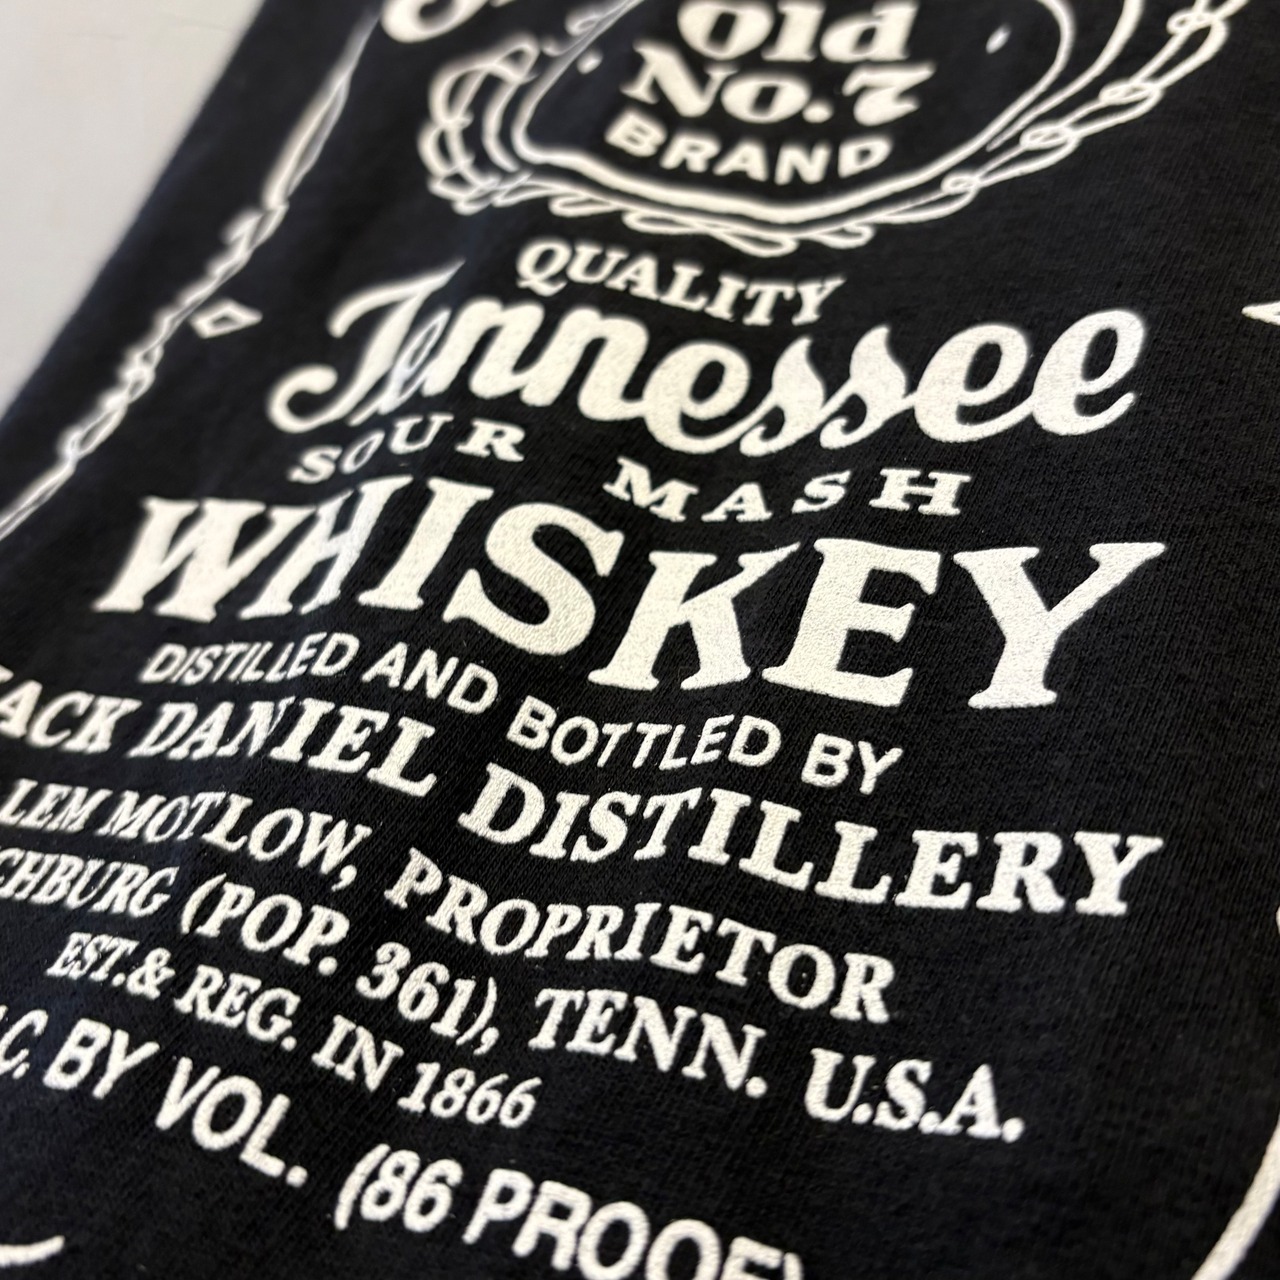 Old
No. 7
BRAND
QUALITY
Tennessee
SOUR MASH
WHISKEY
DISTILLED AND BOTTLED BY
JACK DANIEL DISTILLERY
LEM MOTLOW, PROPRIETOR
CHBURG (POP. 361), TENN. U.S.A.
EST.& REG. IN 1866
C. BY VOL. (86 PROOF)